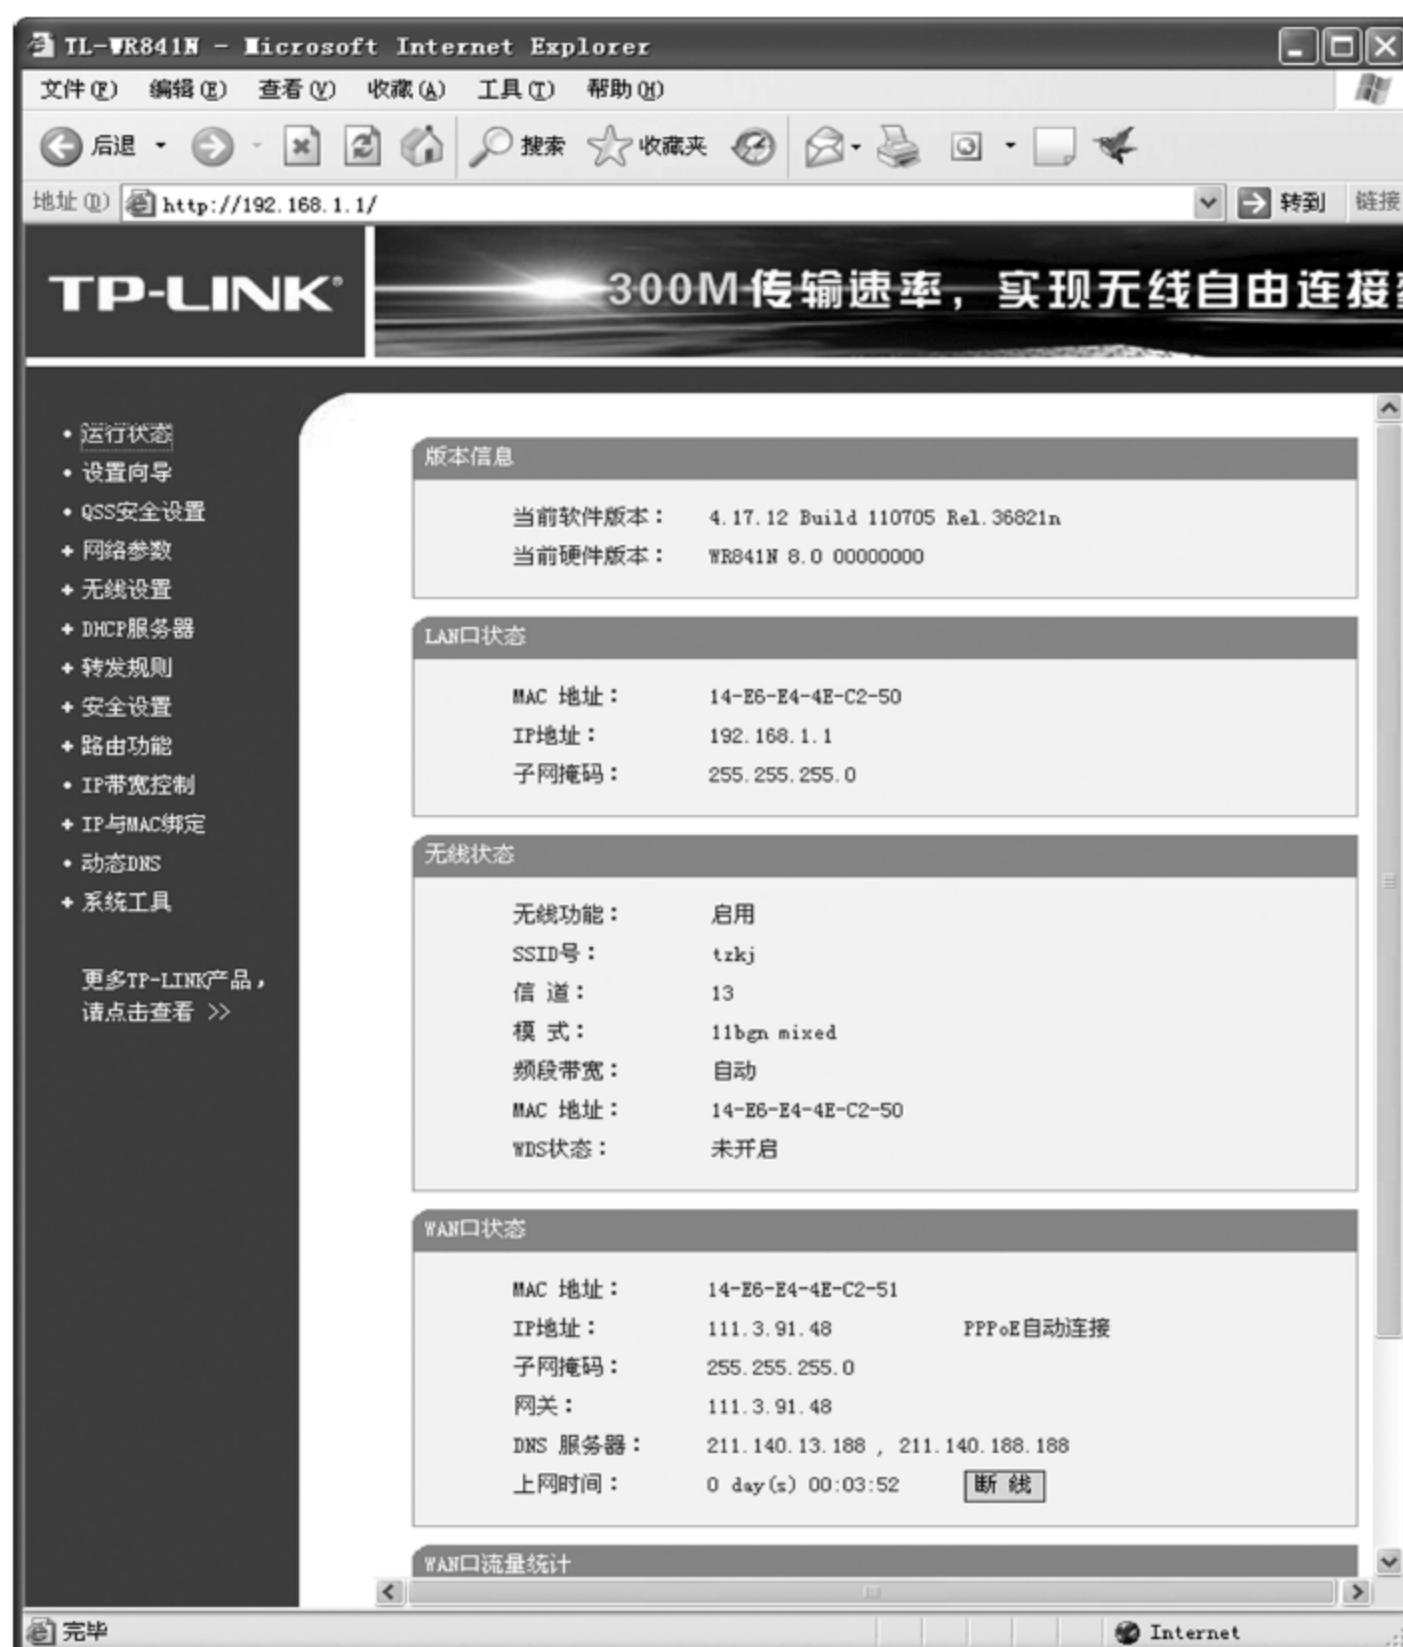 TL-WR841N - Microsoft Internet Explorer
文件(F) 编辑(E) 查看(V) 收藏(A) 工具(T) 帮助(H)
后退 搜索 收藏夹
地址(D) http://192.168.1.1/ 转到 链接
TP-LINK® 300M传输速率，实现无线自由连接
运行状态
设置向导
QSS安全设置
网络参数
无线设置
DHCP服务器
转发规则
安全设置
路由功能
IP带宽控制
IP与MAC绑定
动态DNS
系统工具
更多TP-LINK产品，
请点击查看 >>
版本信息
当前软件版本： 4.17.12 Build 110705 Rel.36821n
当前硬件版本： WR841N 8.0 00000000
LAN口状态
MAC 地址： 14-E6-E4-4E-C2-50
IP地址： 192.168.1.1
子网掩码： 255.255.255.0
无线状态
无线功能： 启用
SSID号： tzkj
信 道： 13
模 式： 11bgn mixed
频段带宽： 自动
MAC 地址： 14-E6-E4-4E-C2-50
WDS状态： 未开启
WAN口状态
MAC 地址： 14-E6-E4-4E-C2-51
IP地址： 111.3.91.48 PPPoE自动连接
子网掩码： 255.255.255.0
网关： 111.3.91.48
DNS 服务器： 211.140.13.188 , 211.140.188.188
上网时间： 0 day(s) 00:03:52 断 线
WAN口流量统计
完毕 Internet